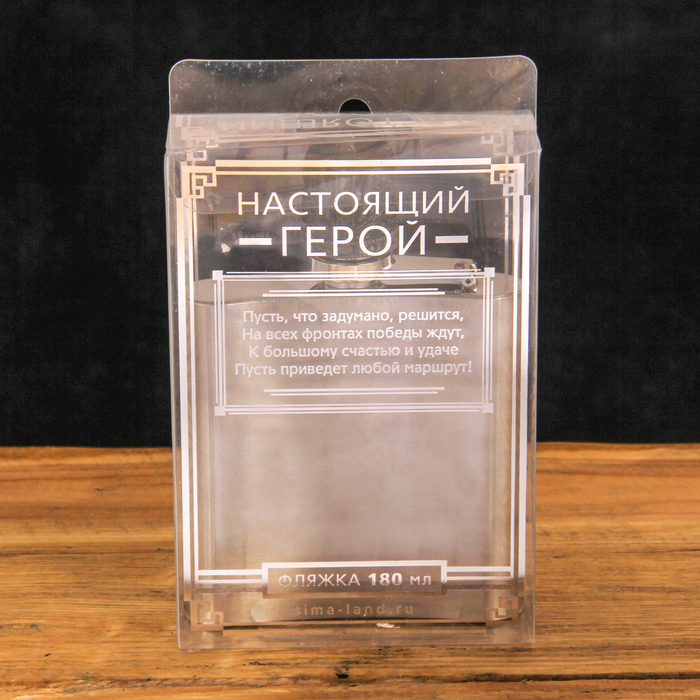 НАСТОЯЩИЙ
ГЕРОЙ
Пусть, что задумано, решится,
На всех фронтах победы ждут,
К большому счастью и удаче
Пусть приведет любой маршрут!
ФЛЯЖКА 180 мл
sima-land.ru